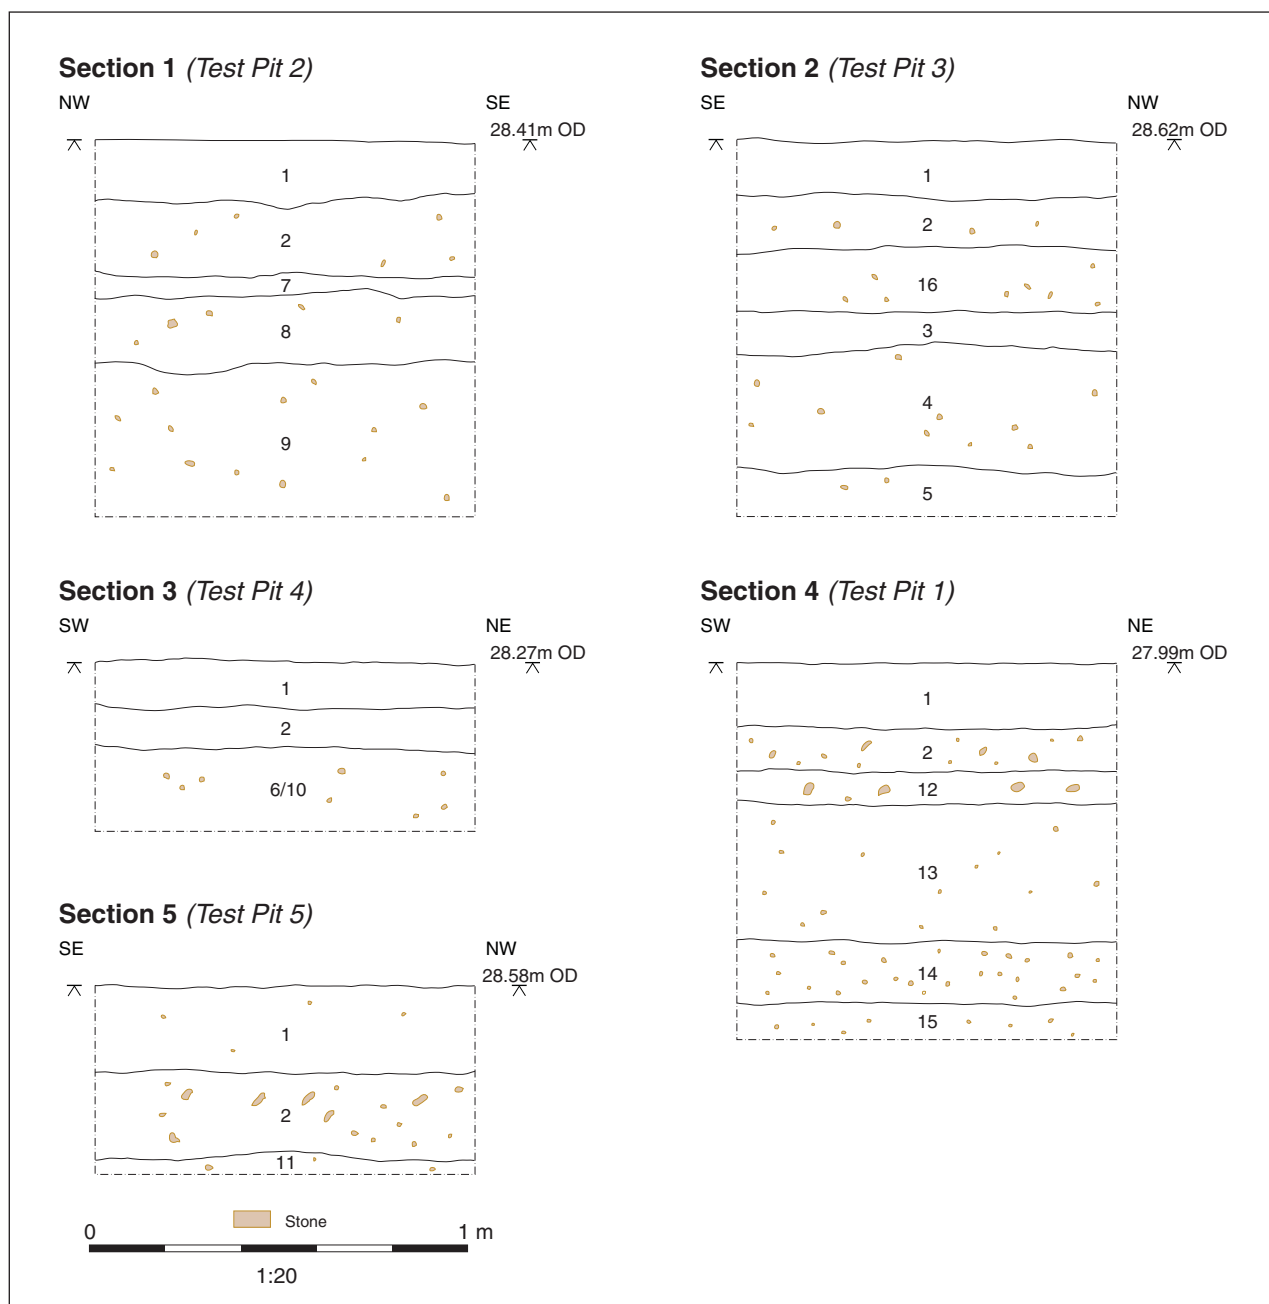 Section 1 (Test Pit 2)
NW SE
28.41m OD
1
2
7
8
9
Section 2 (Test Pit 3)
SE NW
28.62m OD
1
2
16
3
4
5
Section 3 (Test Pit 4)
SW NE
28.27m OD
1
2
6/10
Section 4 (Test Pit 1)
SW NE
27.99m OD
1
2
12
13
14
15
Section 5 (Test Pit 5)
SE NW
28.58m OD
1
2
11
Stone
0 1 m
1:20